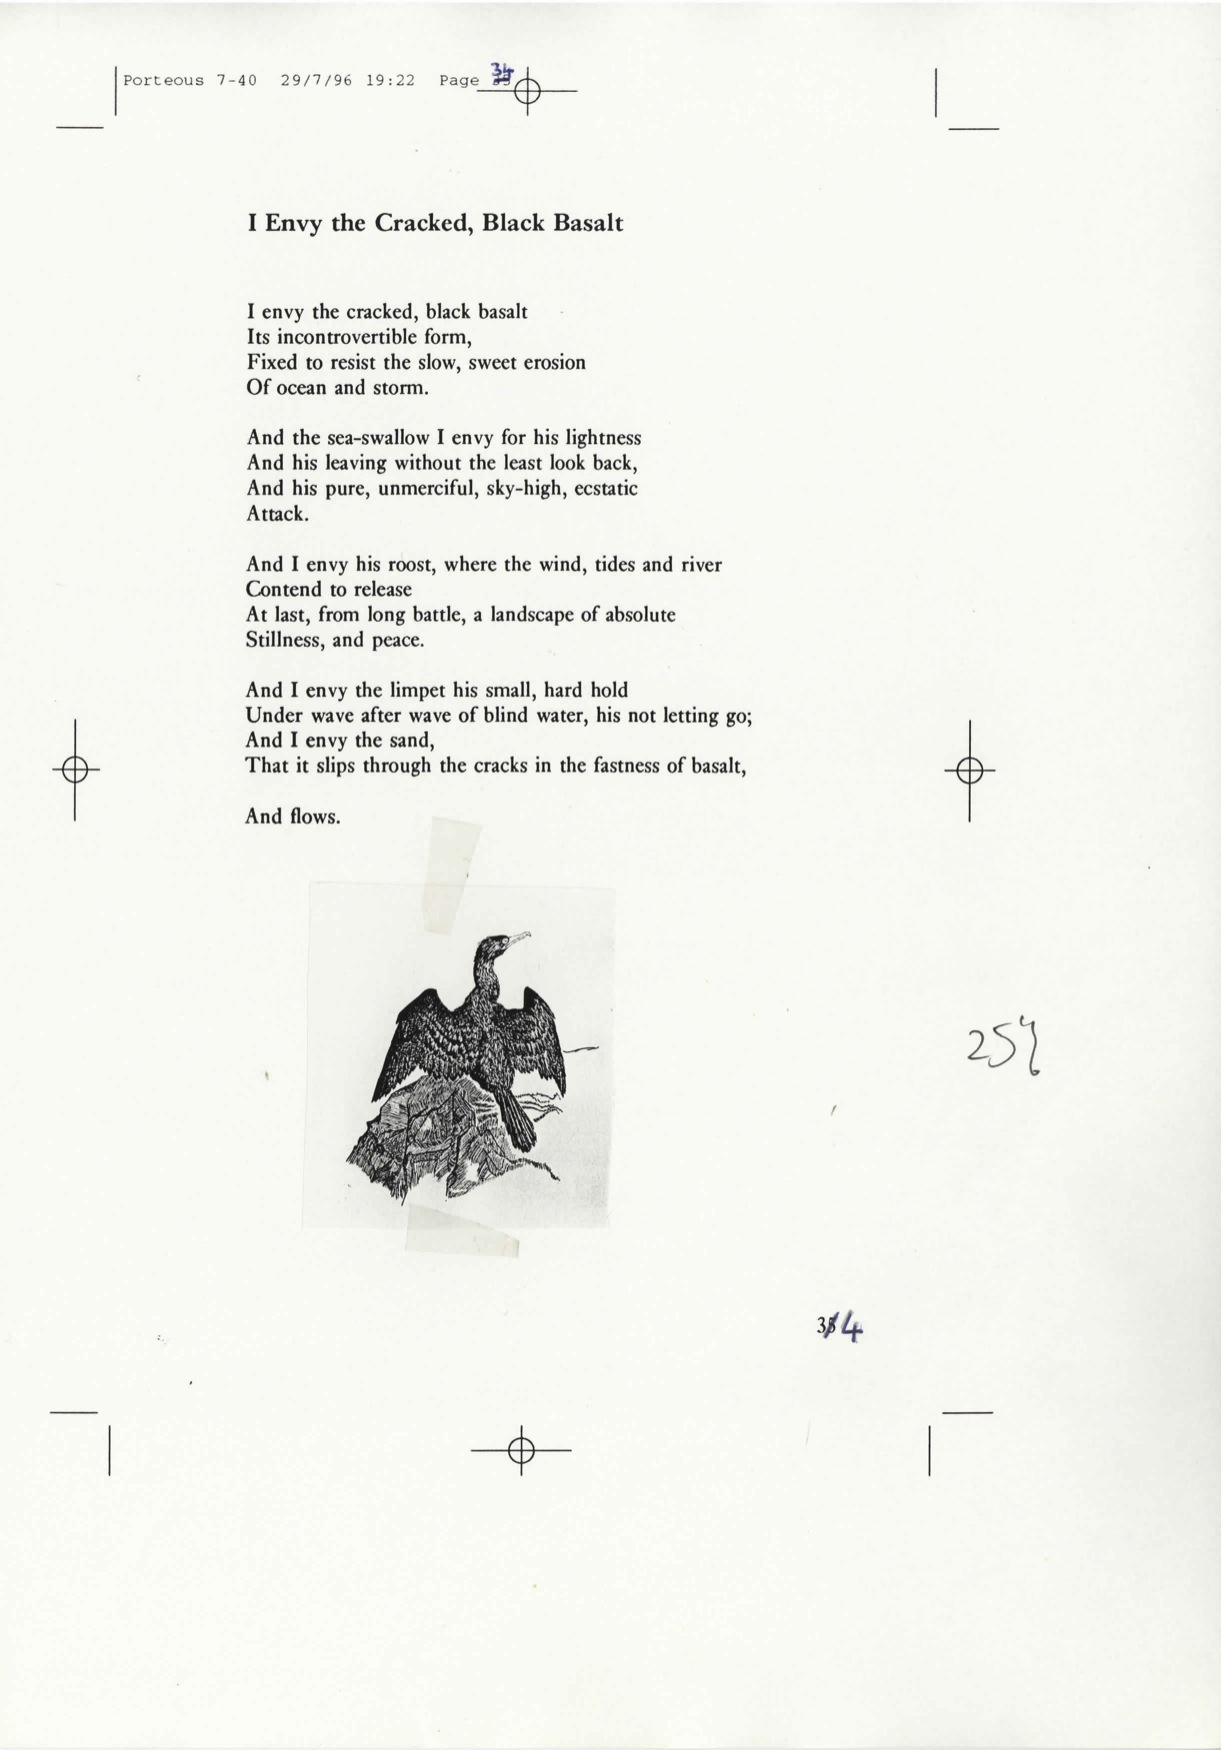 Porteous 7-40 29/7/96 19:22 Page 34
I Envy the Cracked, Black Basalt
I envy the cracked, black basalt
Its incontrovertible form,
Fixed to resist the slow, sweet erosion
Of ocean and storm.
And the sea-swallow I envy for his lightness
And his leaving without the least look back,
And his pure, unmerciful, sky-high, ecstatic
Attack.
And I envy his roost, where the wind, tides and river
Contend to release
At last, from long battle, a landscape of absolute
Stillness, and peace.
And I envy the limpet his small, hard hold
Under wave after wave of blind water, his not letting go;
And I envy the sand,
That it slips through the cracks in the fastness of basalt,
And flows.
34